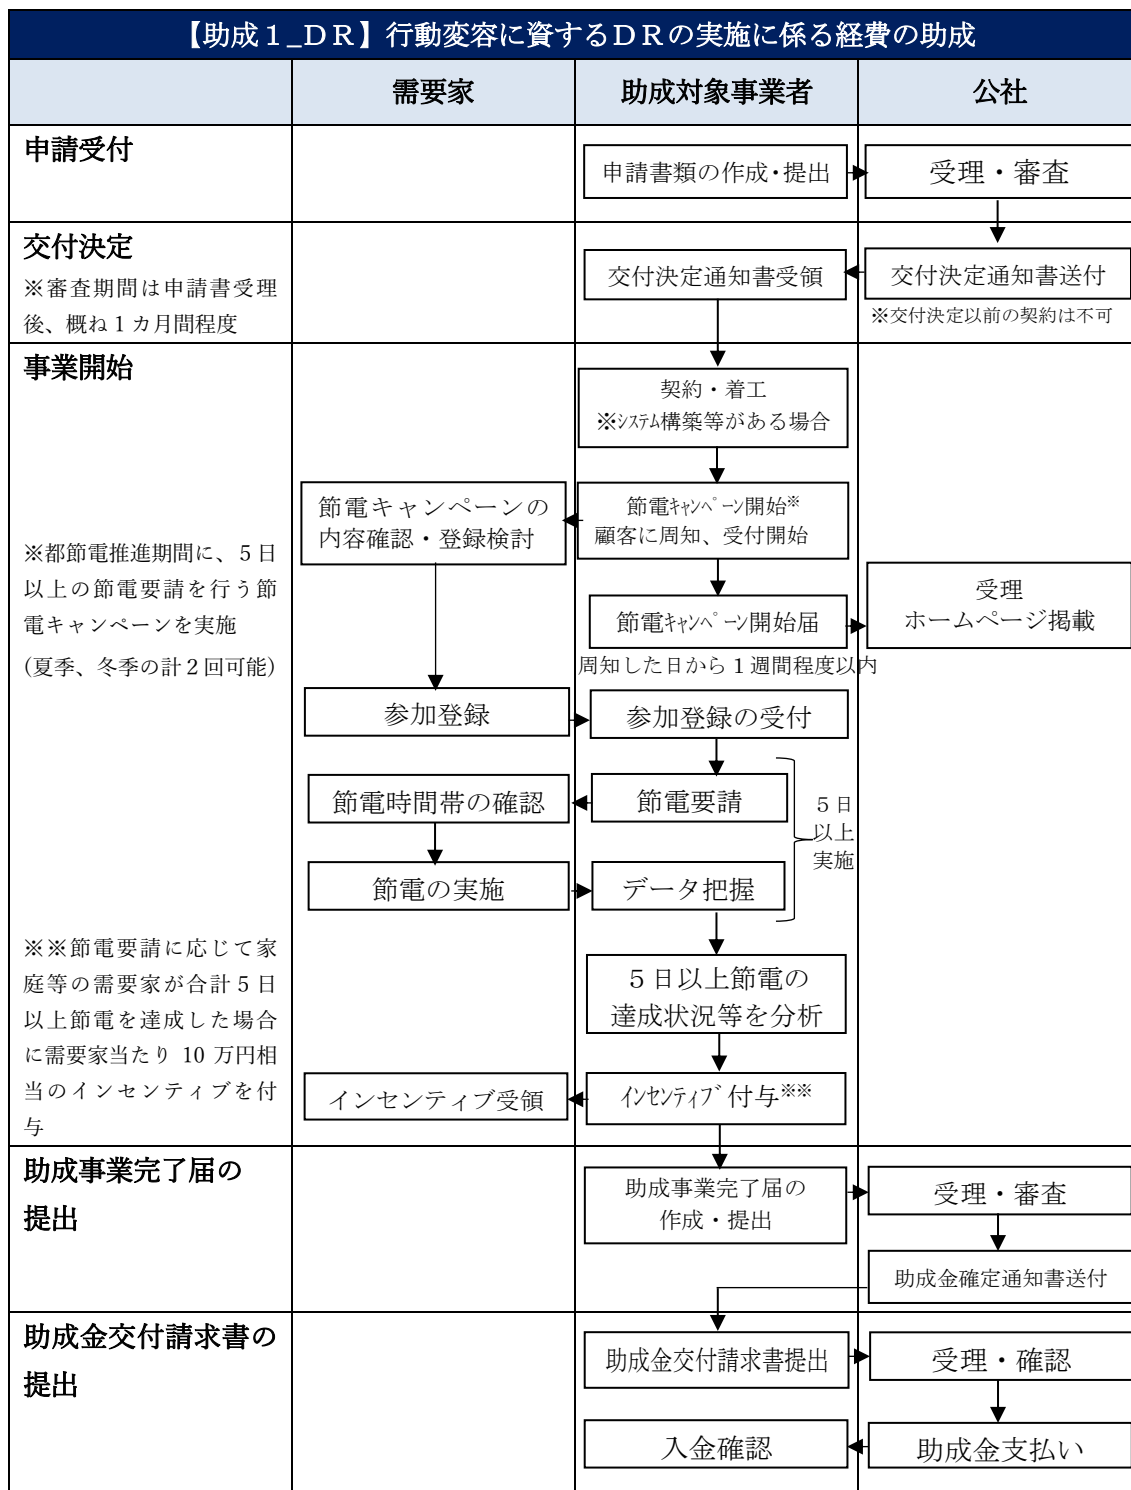 【助成１_ＤＲ】行動変容に資するＤＲの実施に係る経費の助成
需要家
助成対象事業者
公社
申請受付
申請書類の作成・提出
受理・審査
交付決定
※審査期間は申請書受理
後、概ね１カ月間程度
交付決定通知書受領
交付決定通知書送付
※交付決定以前の契約は不可
事業開始
契約・着工
※ｼｽﾃﾑ構築等がある場合
節電キャンペーンの
内容確認・登録検討
節電ｷｬﾝﾍﾟｰﾝ開始※
顧客に周知、受付開始
※都節電推進期間に、５日
以上の節電要請を行う節
電キャンペーンを実施
(夏季、冬季の計２回可能)
節電ｷｬﾝﾍﾟｰﾝ開始届
周知した日から１週間程度以内
受理
ホームページ掲載
参加登録
参加登録の受付
節電時間帯の確認
節電要請
５日
以上
実施
節電の実施
データ把握
※※節電要請に応じて家
庭等の需要家が合計５日
以上節電を達成した場合
に需要家当たり 10 万円相
当のインセンティブを付
与
５日以上節電の
達成状況等を分析
インセンティブ受領
ｲﾝｾﾝﾃｨﾌﾞ付与※※
助成事業完了届の
提出
助成事業完了届の
作成・提出
受理・審査
助成金確定通知書送付
助成金交付請求書の
提出
助成金交付請求書提出
受理・確認
入金確認
助成金支払い